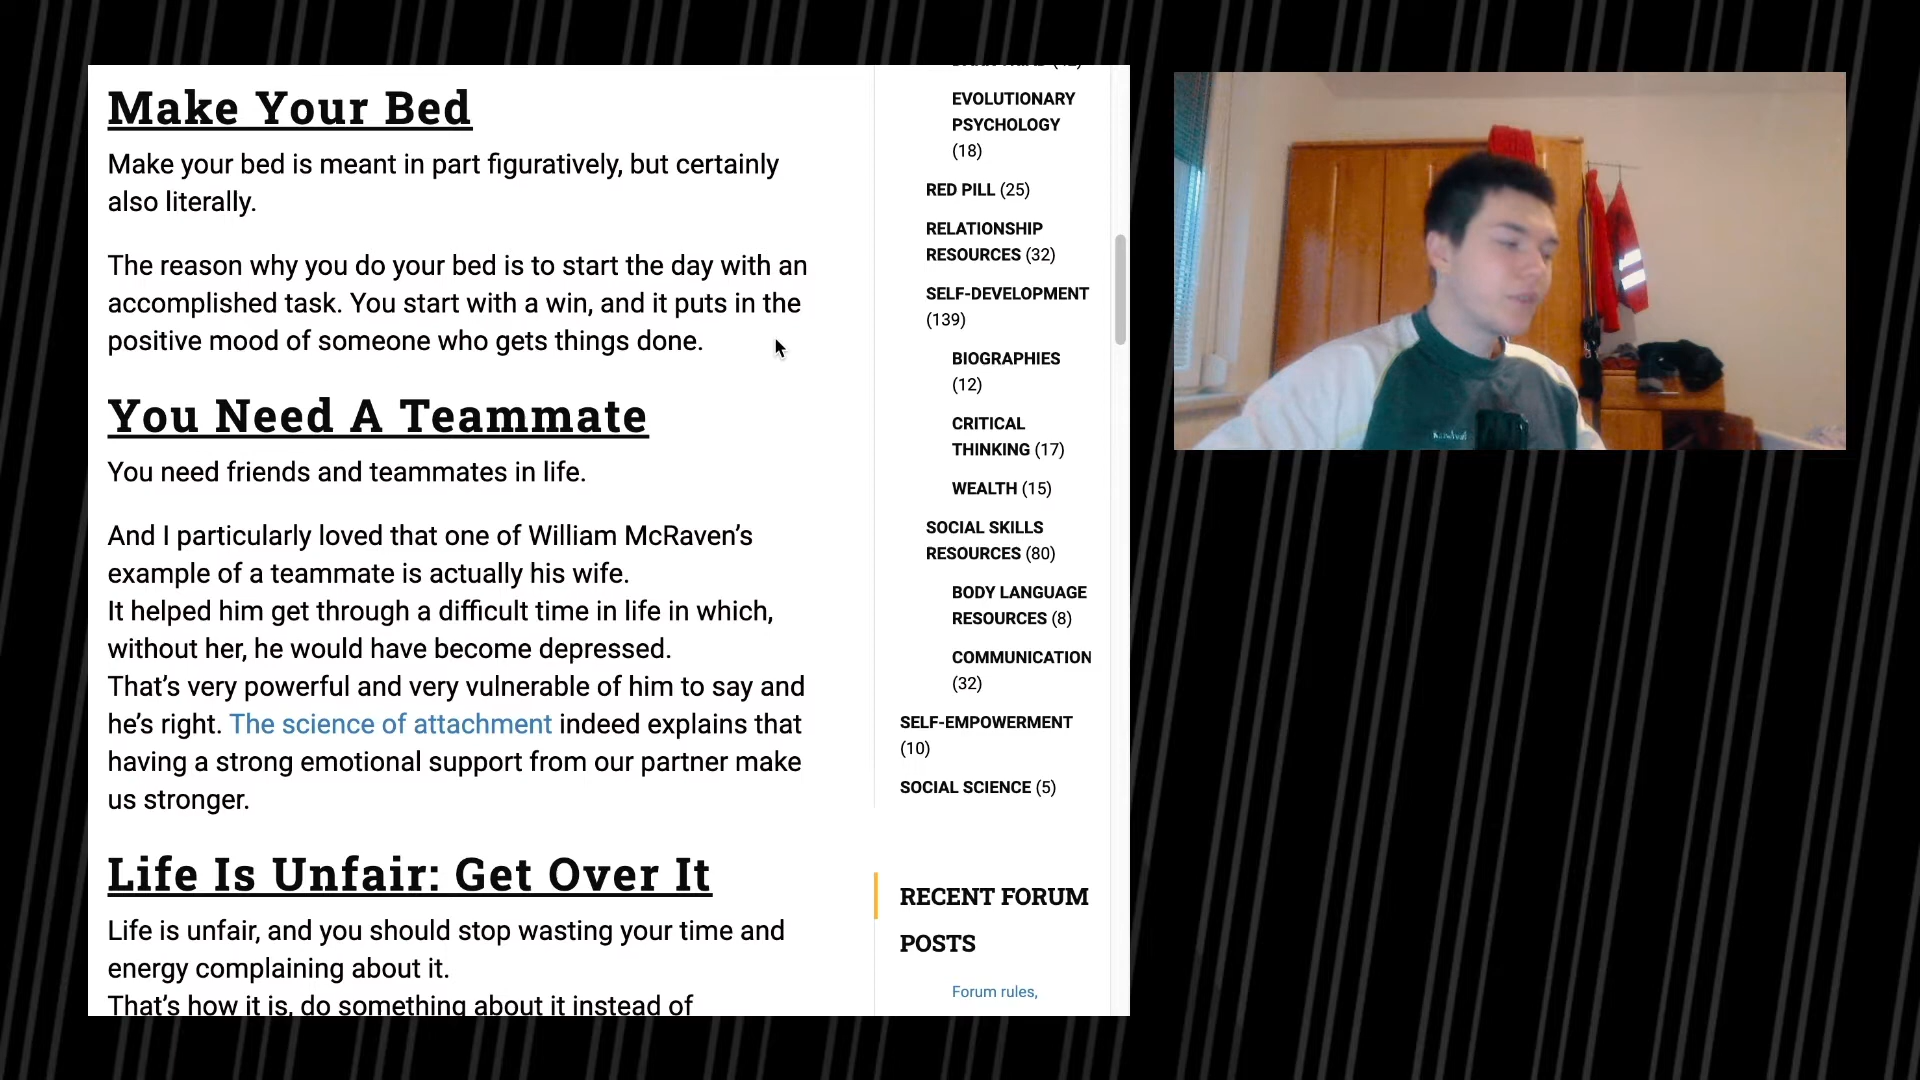 Make Your Bed
Make your bed is meant in part figuratively, but certainly
also literally.
The reason why you do your bed is to start the day with an
accomplished task. You start with a win, and it puts in the
positive mood of someone who gets things done.
You Need A Teammate
You need friends and teammates in life.
And I particularly loved that one of William McRaven’s
example of a teammate is actually his wife.
It helped him get through a difficult time in life in which,
without her, he would have become depressed.
That’s very powerful and very vulnerable of him to say and
he’s right. The science of attachment indeed explains that
having a strong emotional support from our partner make
us stronger.
Life Is Unfair: Get Over It
Life is unfair, and you should stop wasting your time and
energy complaining about it.
That’s how it is, do something about it instead of
EVOLUTIONARY
PSYCHOLOGY
(18)
RED PILL (25)
RELATIONSHIP
RESOURCES (32)
SELF-DEVELOPMENT
(139)
BIOGRAPHIES
(12)
CRITICAL
THINKING (17)
WEALTH (15)
SOCIAL SKILLS
RESOURCES (80)
BODY LANGUAGE
RESOURCES (8)
COMMUNICATION
(32)
SELF-EMPOWERMENT
(10)
SOCIAL SCIENCE (5)
RECENT FORUM
POSTS
Forum rules,